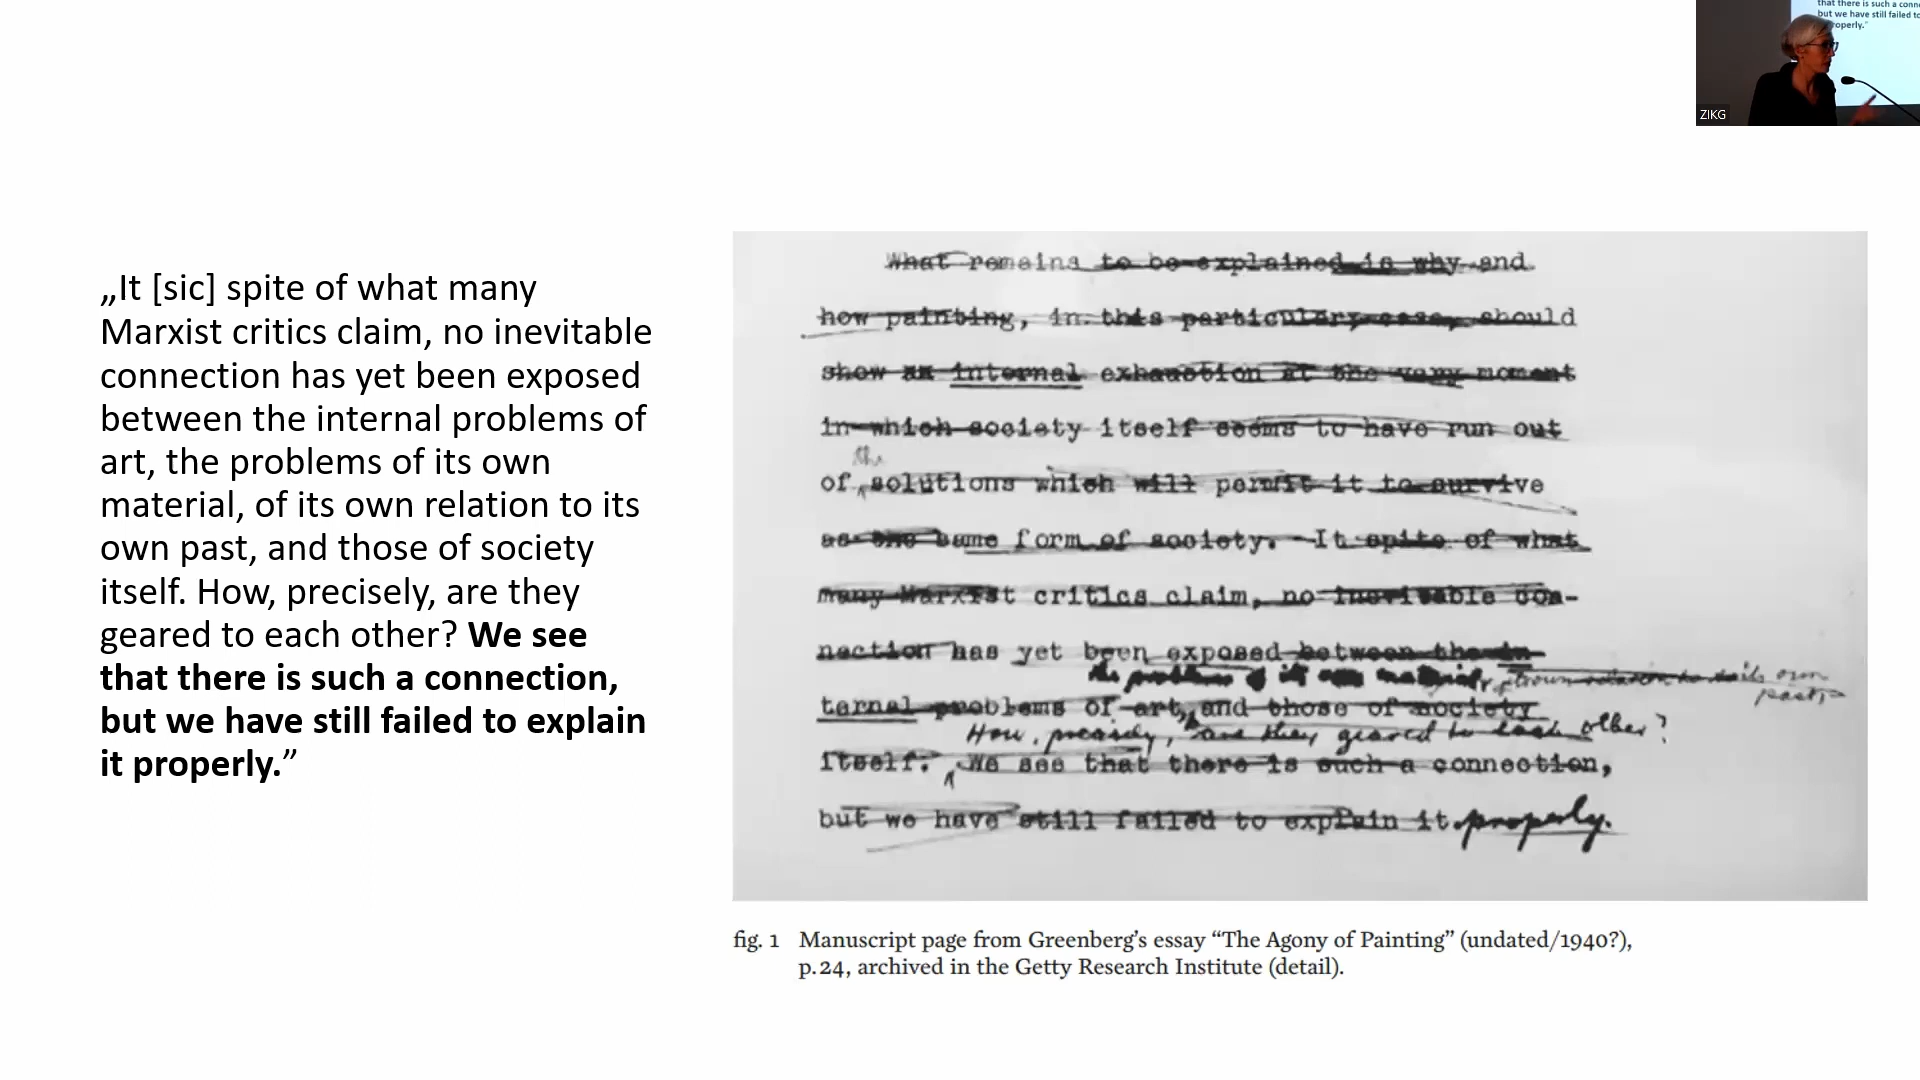 that there is such a conn
but we have still failed to
properly.”
ZIKG
„It [sic] spite of what many
Marxist critics claim, no inevitable
connection has yet been exposed
between the internal problems of
art, the problems of its own
material, of its own relation to its
own past, and those of society
itself. How, precisely, are they
geared to each other? We see
that there is such a connection,
but we have still failed to explain
it properly.”
What remains to be explained is why and
how painting, in this particular case, should
show an internal exhaustion at the very moment
in which society itself seems to have run out
the
of solutions which will permit it to survive
as the same form of society. It spite of what
many Marxist critics claim, no inevitable con-
nection has yet been exposed between the in-
the problems of its own material, of its own relation to its own
past,
ternal problems of art, and those of society
How, precisely, are they geared to each other?
itself. We see that there is such a connection,
but we have still failed to explain it properly.
fig. 1 Manuscript page from Greenberg’s essay “The Agony of Painting” (undated/1940?),
p.24, archived in the Getty Research Institute (detail).